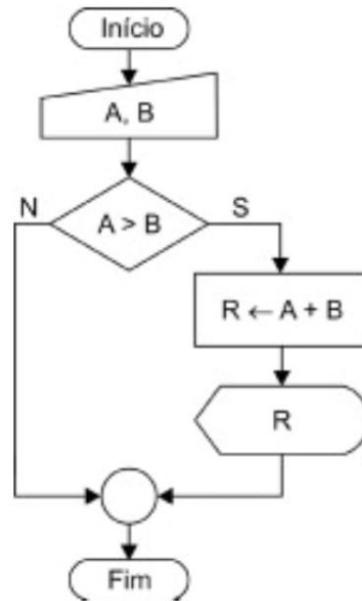 Início
A, B
N
A > B
S
R ← A + B
R
Fim